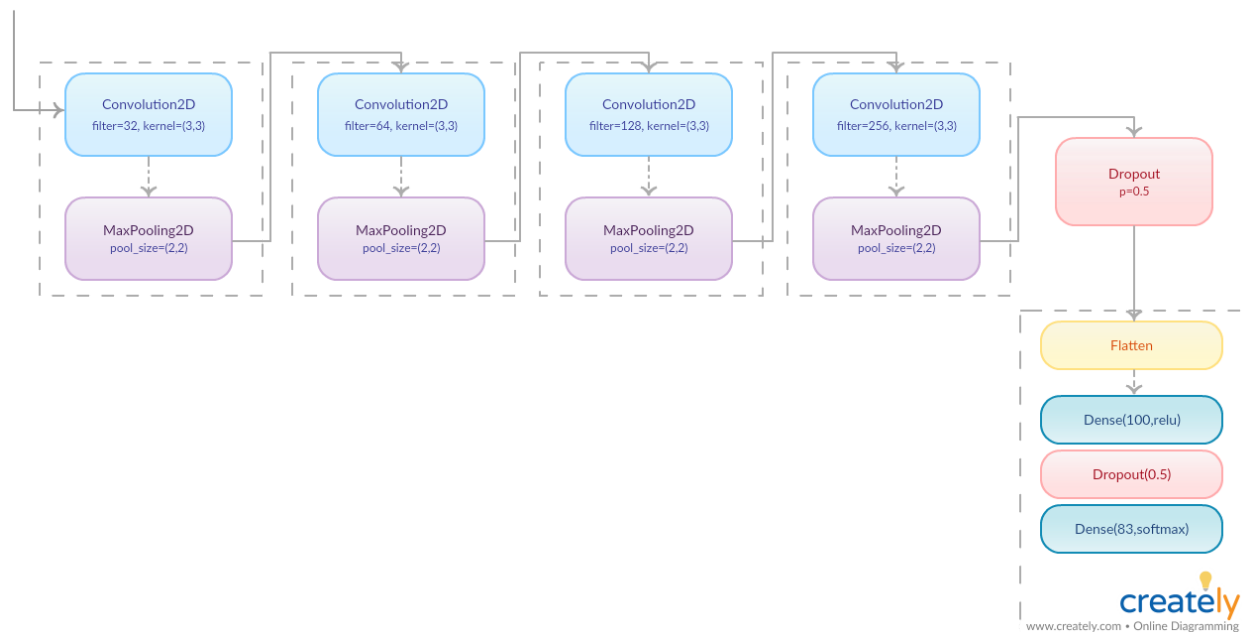 Convolution2D
filter=32, kernel=(3,3)
MaxPooling2D
pool_size=(2,2)
Convolution2D
filter=64, kernel=(3,3)
MaxPooling2D
pool_size=(2,2)
Convolution2D
filter=128, kernel=(3,3)
MaxPooling2D
pool_size=(2,2)
Convolution2D
filter=256, kernel=(3,3)
MaxPooling2D
pool_size=(2,2)
Dropout
p=0.5
Flatten
Dense(100,relu)
Dropout(0.5)
Dense(83,softmax)
creately
www.creately.com • Online Diagramming